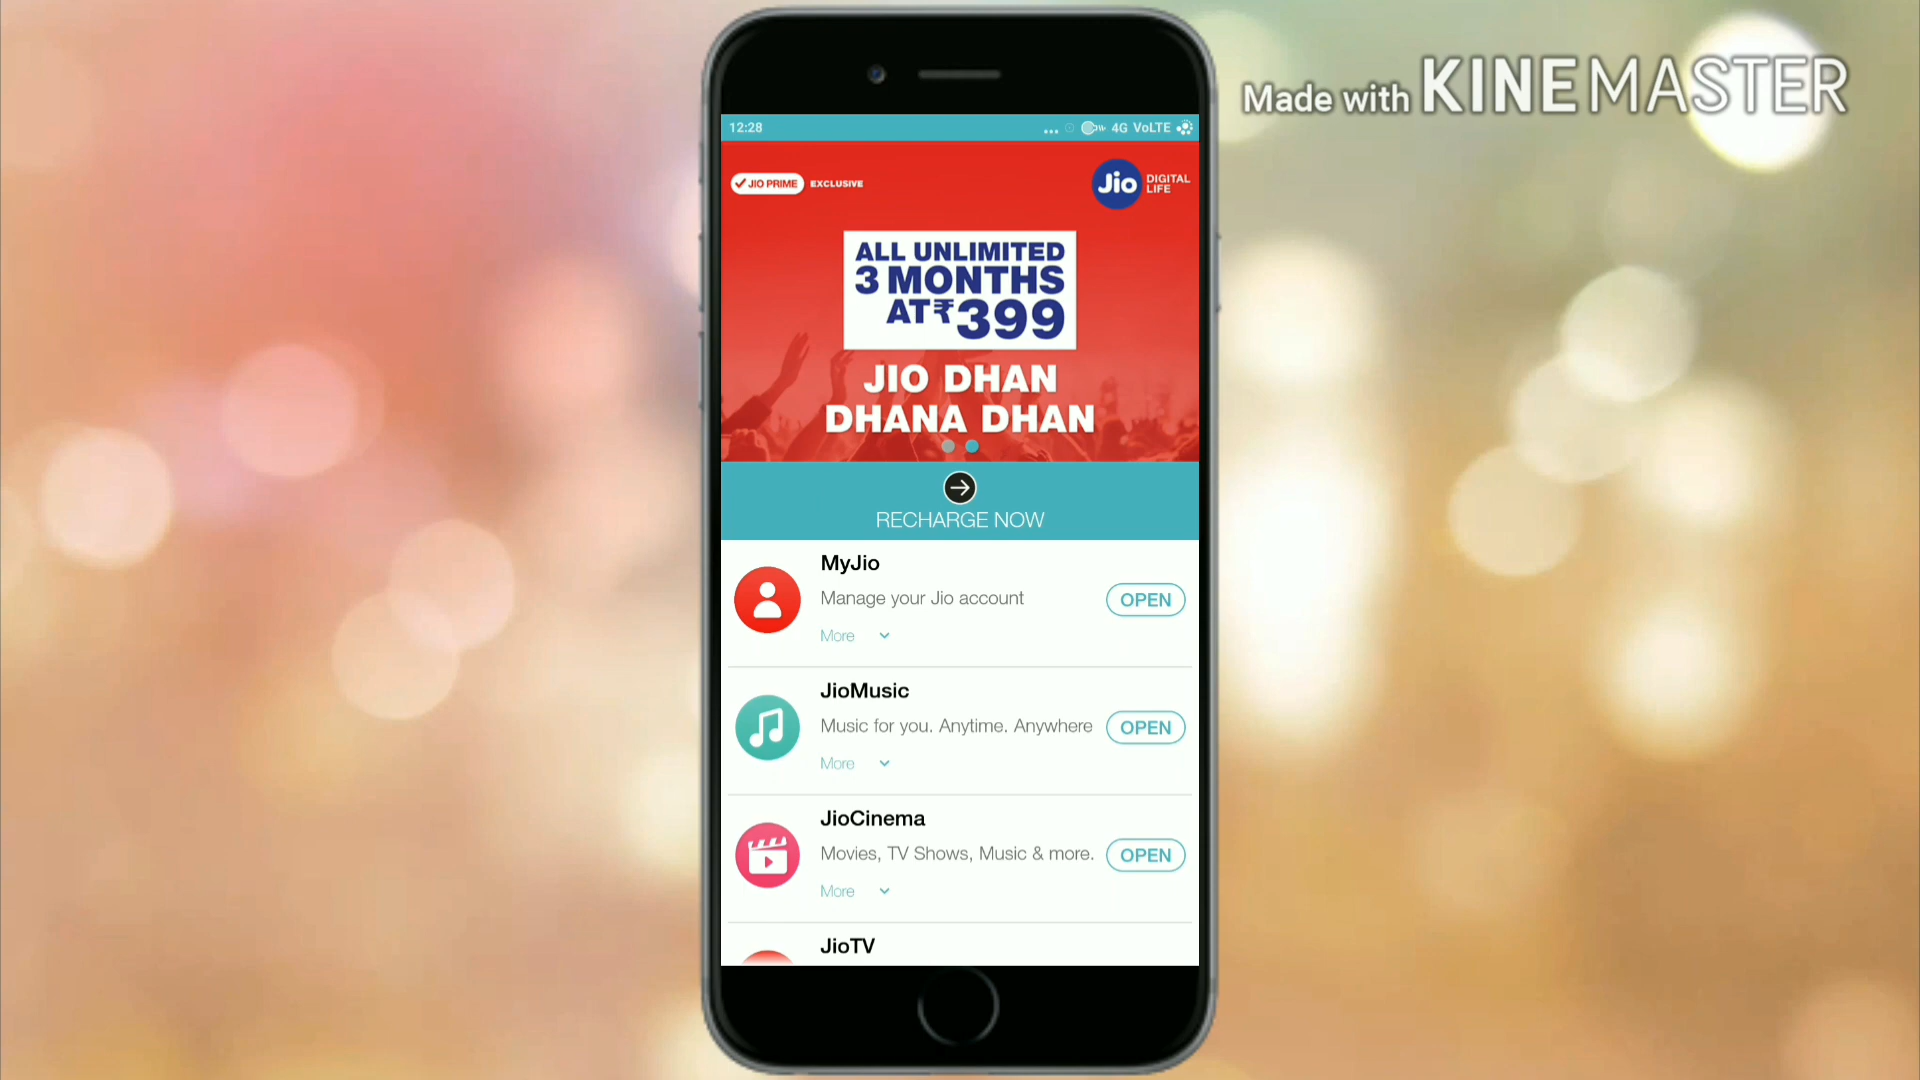 Made with KINEMASTER
12:28
4G VoLTE
JIO PRIME EXCLUSIVE
Jio DIGITAL LIFE
ALL UNLIMITED
3 MONTHS
AT ₹399
JIO DHAN
DHANA DHAN
RECHARGE NOW
MyJio
Manage your Jio account
OPEN
More
JioMusic
Music for you. Anytime. Anywhere
OPEN
More
JioCinema
Movies, TV Shows, Music & more.
OPEN
More
JioTV